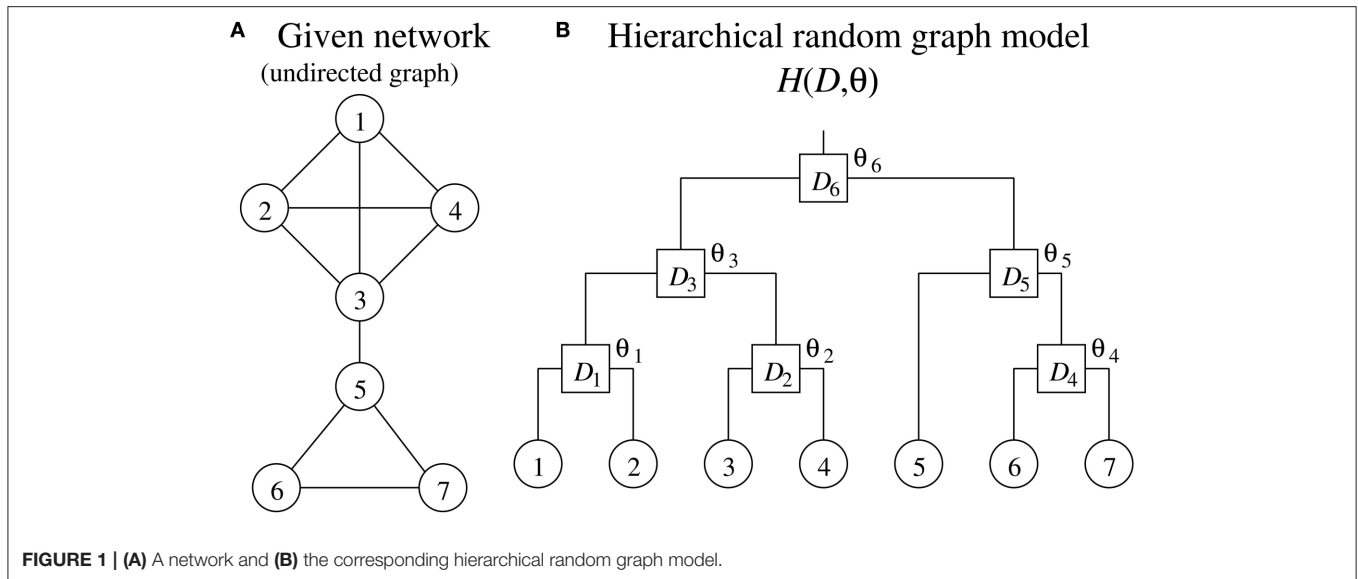 A Given network
(undirected graph)
1
2
4
3
5
6
7
B Hierarchical random graph model
H(D,θ)
D6 θ6
D3 θ3
D5 θ5
D1 θ1
D2 θ2
D4 θ4
1 2 3 4 5 6 7
FIGURE 1 | (A) A network and (B) the corresponding hierarchical random graph model.